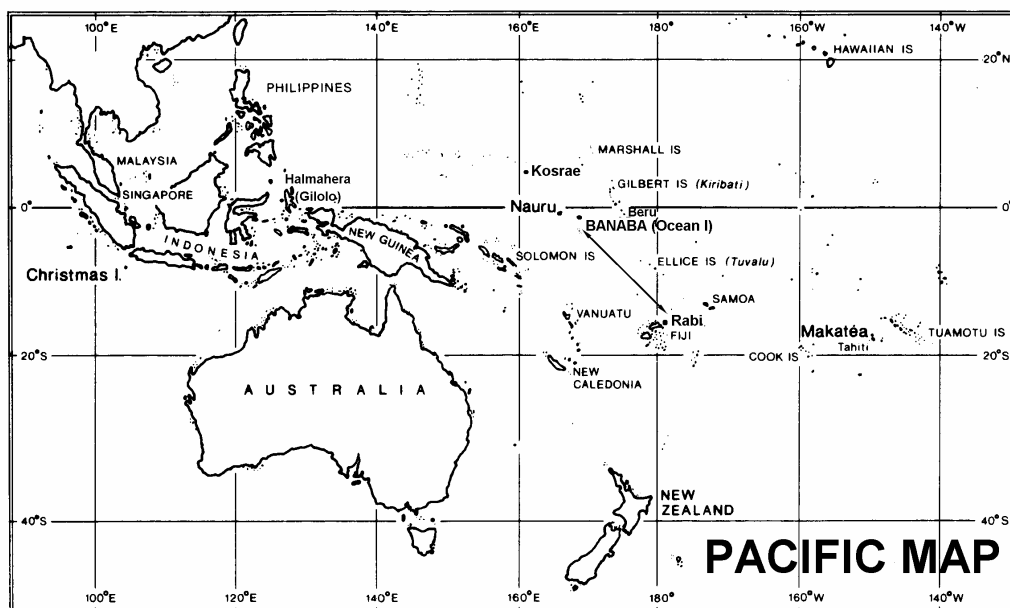 100° E
120° E
140° E
160° E
180°
160° W
140° W
HAWAIIAN IS
20°N
PHILIPPINES
MARSHALL IS
MALAYSIA
Kosrae
SINGAPORE
Halmahera
(Gilolo)
GILBERT IS (Kiribati)
0°
Nauru
Beru
0°
BANABA (Ocean I)
INDONESIA
NEW GUINEA
SOLOMON IS
ELLICE IS (Tuvalu)
Christmas I.
SAMOA
VANUATU
Rabi
FIJI
Makatéa
TUAMOTU IS
Tahiti
20°S
COOK IS
20°S
NEW
CALEDONIA
AUSTRALIA
NEW
ZEALAND
40°S
40°S
PACIFIC MAP
100°E
120°E
140°E
160°E
180°
160°W
140°W